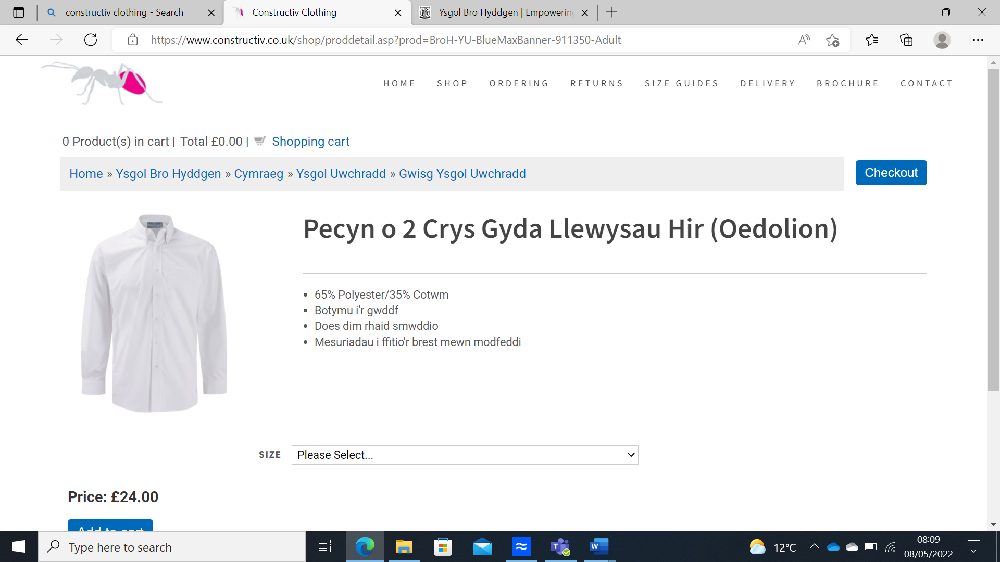 constructiv clothing - Search
Constructiv Clothing
Ysgol Bro Hyddgen | Empowering
https://www.constructiv.co.uk/shop/proddetail.asp?prod=BroH-YU-BlueMaxBanner-911350-Adult
HOME SHOP ORDERING RETURNS SIZE GUIDES DELIVERY BROCHURE CONTACT
0 Product(s) in cart | Total £0.00 | Shopping cart
Home » Ysgol Bro Hyddgen » Cymraeg » Ysgol Uwchradd » Gwisg Ysgol Uwchradd
Checkout
Pecyn o 2 Crys Gyda Llewysau Hir (Oedolion)
• 65% Polyester/35% Cotwm
• Botymu i'r gwddf
• Does dim rhaid smwddio
• Mesuriadau i ffitio'r brest mewn modfeddi
SIZE Please Select...
Price: £24.00
Add to cart
Type here to search
12°C
08:09
08/05/2022